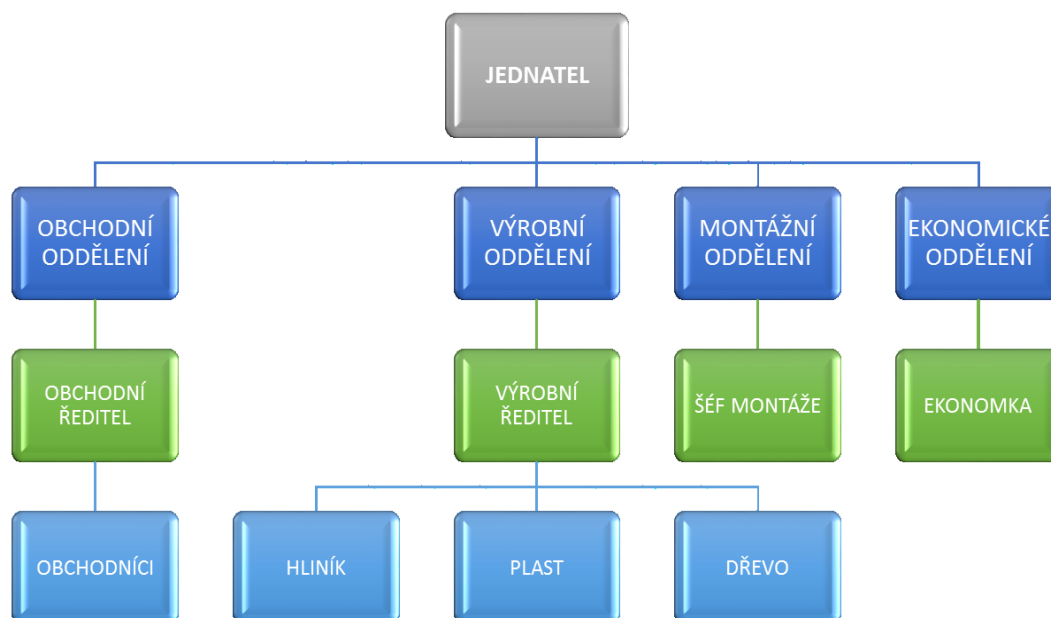 JEDNATEL
OBCHODNÍ
ODDĚLENÍ
VÝROBNÍ
ODDĚLENÍ
MONTÁŽNÍ
ODDĚLENÍ
EKONOMICKÉ
ODDĚLENÍ
OBCHODNÍ
ŘEDITEL
VÝROBNÍ
ŘEDITEL
ŠÉF MONTÁŽE
EKONOMKA
OBCHODNÍCI
HLINÍK
PLAST
DŘEVO